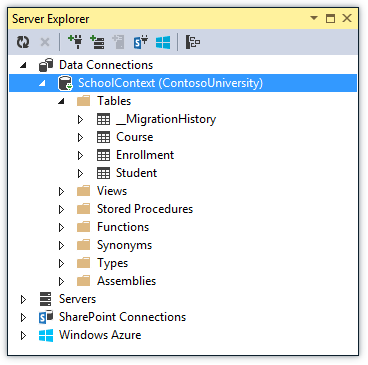 Server Explorer
Data Connections
SchoolContext (ContosoUniversity)
Tables
__MigrationHistory
Course
Enrollment
Student
Views
Stored Procedures
Functions
Synonyms
Types
Assemblies
Servers
SharePoint Connections
Windows Azure